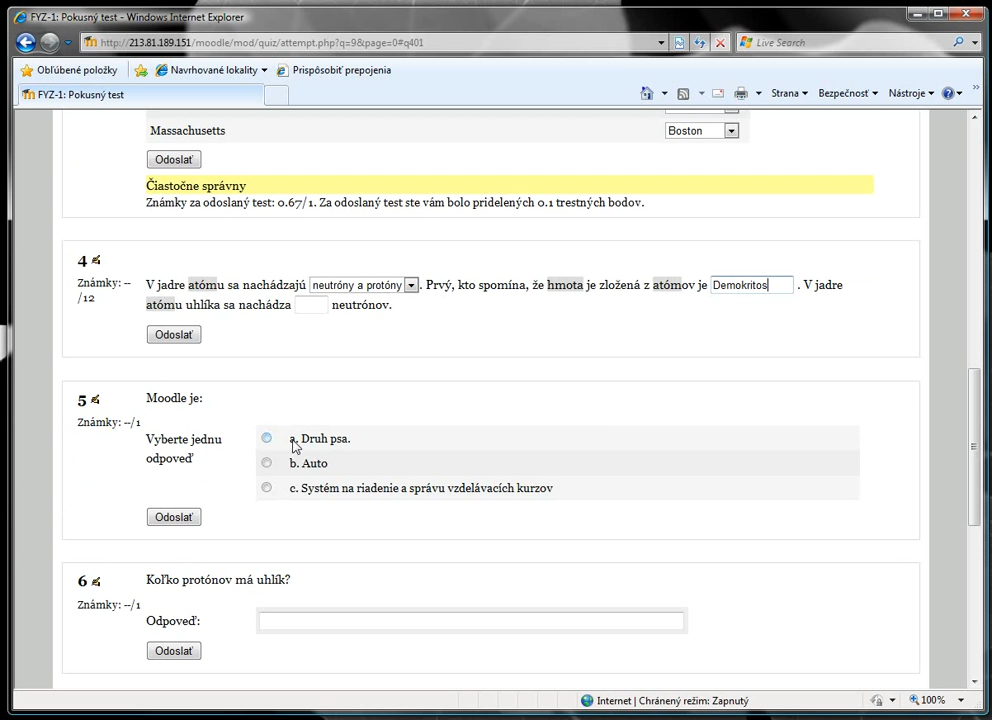 FYZ-1: Pokusný test - Windows Internet Explorer
http://213.81.189.151/moodle/mod/quiz/attempt.php?q=9&page=0#q401
Live Search
Obľúbené položky
Navrhované lokality
Prispôsobiť prepojenia
FYZ-1: Pokusný test
Strana
Bezpečnosť
Nástroje
Massachusetts
Boston
Odoslať
Čiastočne správny
Známky za odoslaný test: 0.67/1. Za odoslaný test ste vám bolo pridelených 0.1 trestných bodov.
4
Známky: --
/12
V jadre atómu sa nachádzajú neutróny a protóny . Prvý, kto spomína, že hmota je zložená z atómov je Demokritos . V jadre
atómu uhlíka sa nachádza neutrónov.
Odoslať
5
Moodle je:
Známky: --/1
Vyberte jednu
odpoveď
a. Druh psa.
b. Auto
c. Systém na riadenie a správu vzdelávacích kurzov
Odoslať
6
Koľko protónov má uhlík?
Známky: --/1
Odpoveď:
Odoslať
Internet | Chránený režim: Zapnutý
100%